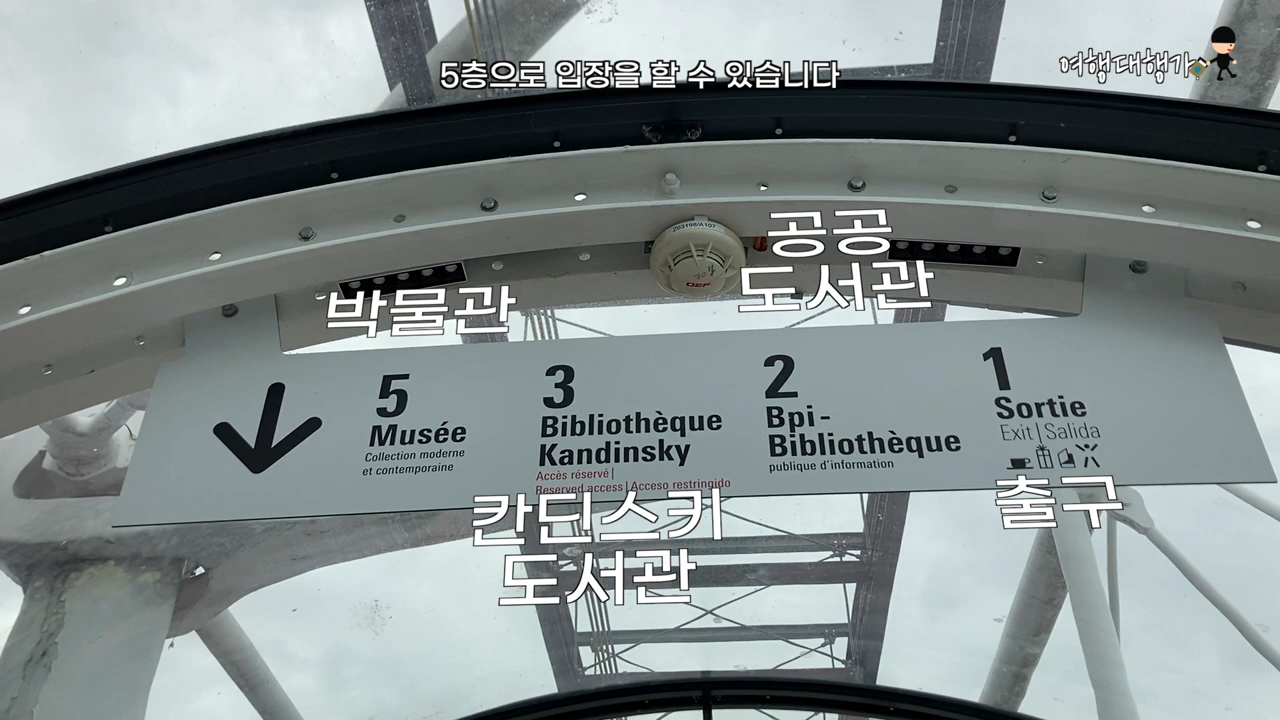 5층으로 입장을 할 수 있습니다
여행대행가
Z03198/A107
DEF
박물관
공공
도서관
5
Musée
Collection moderne
et contemporaine
3
Bibliothèque
Kandinsky
Accès réservé |
Reserved access | Acceso restringido
칸딘스키
도서관
2
Bpi-
Bibliothèque
publique d'information
1
Sortie
Exit | Salida
출구